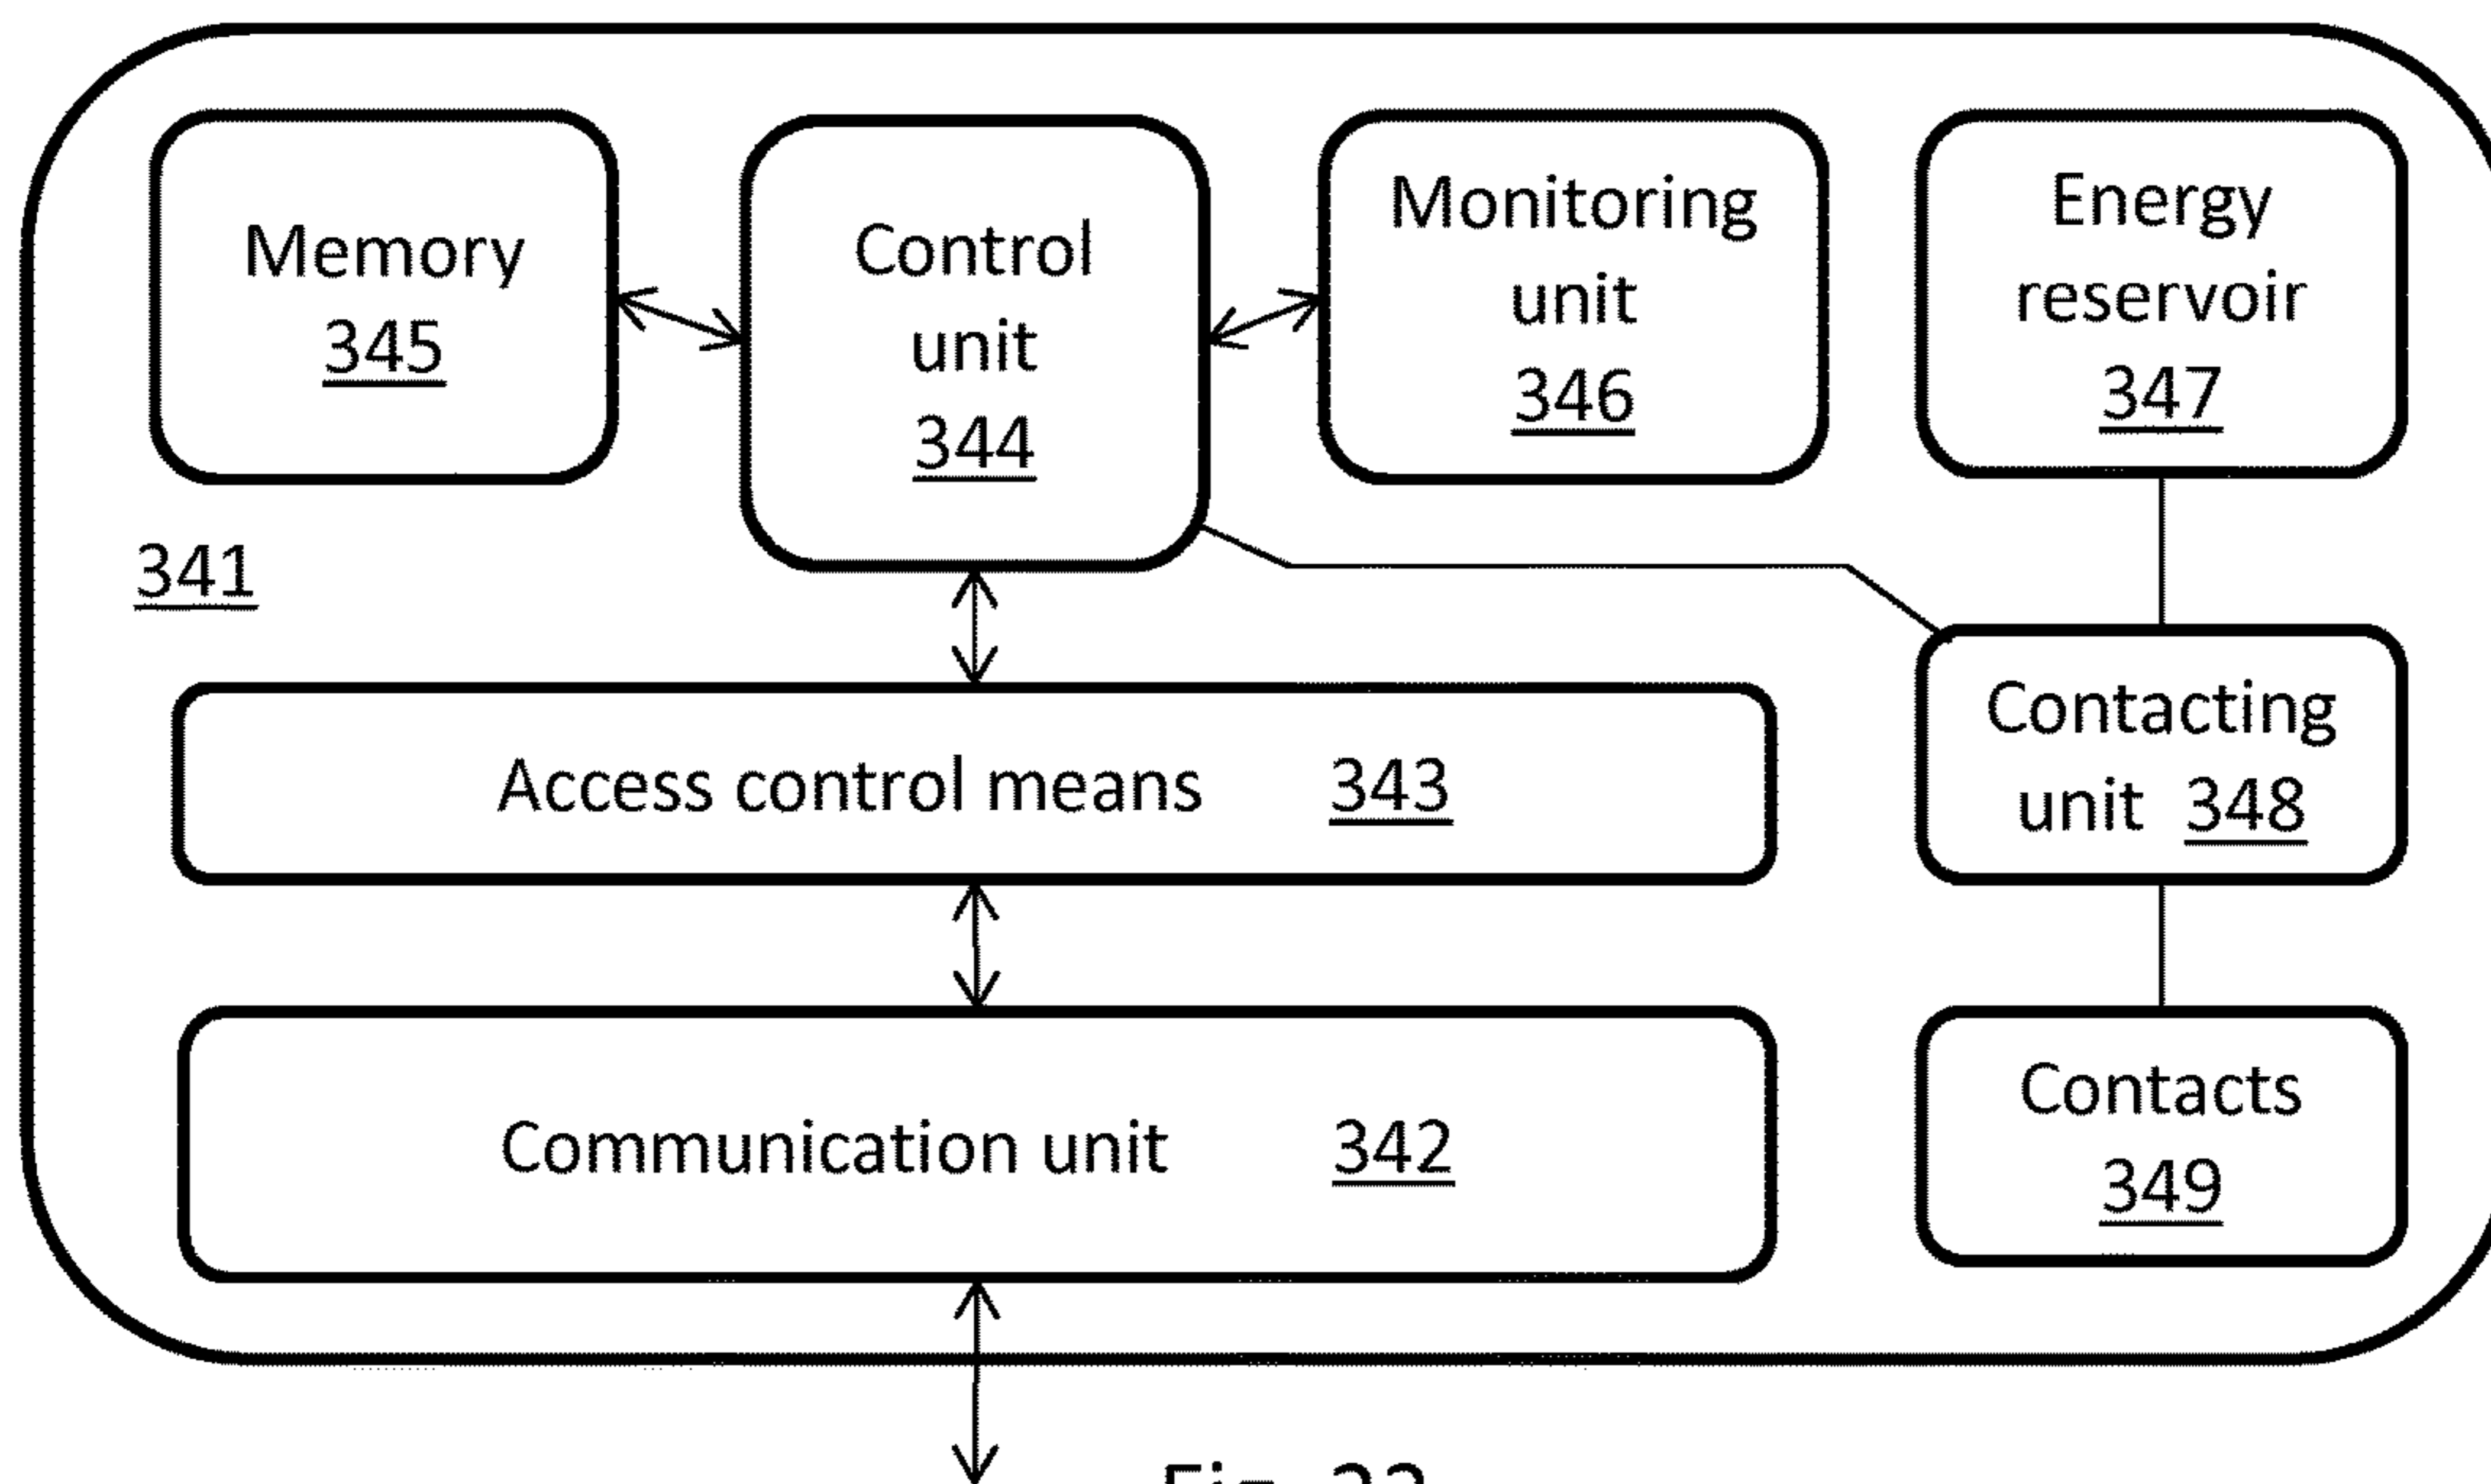 Memory
345
Control
unit
344
Monitoring
unit
346
Energy
reservoir
347
341
Access control means 343
Contacting
unit 348
Communication unit 342
Contacts
349